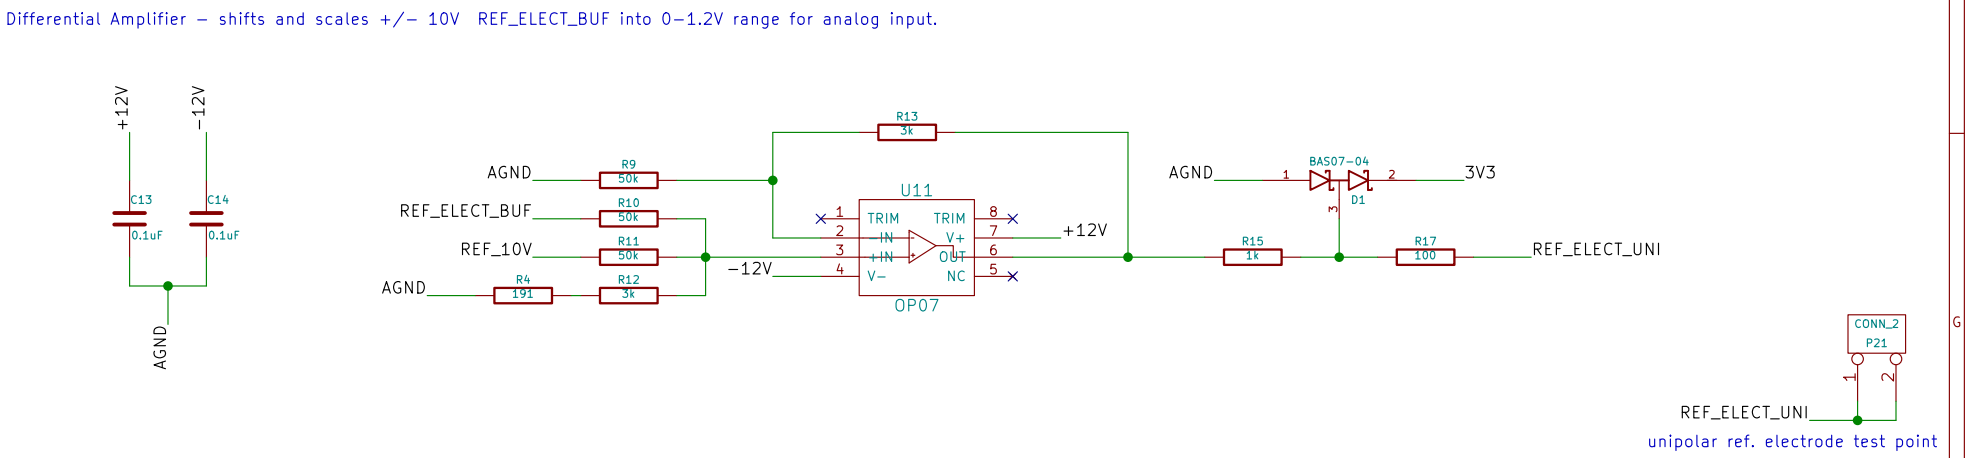 Differential Amplifier - shifts and scales +/- 10V  REF_ELECT_BUF into 0-1.2V range for analog input.
+12V
-12V
C13
0.1uF
C14
0.1uF
AGND
AGND
R9
50k
REF_ELECT_BUF
R10
50k
REF_10V
R11
50k
AGND
R4
191
R12
3k
-12V
R13
3k
U11
1
TRIM
2
-IN
3
+IN
4
V-
TRIM
8
V+
7
OUT
6
NC
5
OP07
+12V
AGND
BAS07-04
1
2
3
D1
3V3
R15
1k
R17
100
REF_ELECT_UNI
G
CONN_2
P21
1
2
REF_ELECT_UNI
unipolar ref. electrode test point